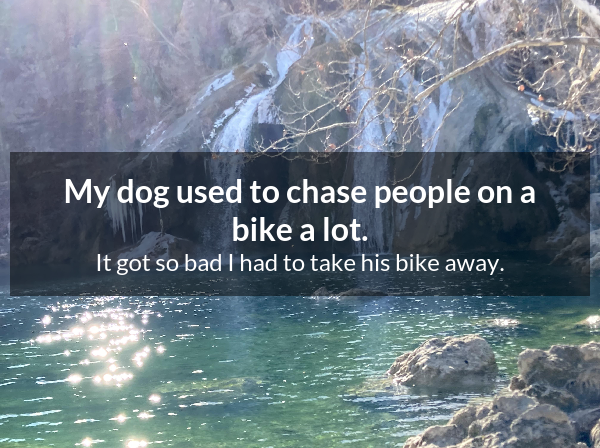 My dog used to chase people on a
bike a lot.
It got so bad I had to take his bike away.